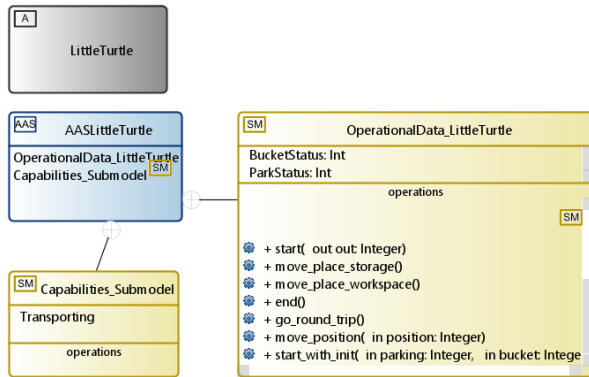 A
LittleTurtle
AAS
AASLittleTurtle
OperationalData_LittleTurtle
Capabilities_Submodel
SM
SM
Capabilities_Submodel
Transporting
operations
SM
OperationalData_LittleTurtle
BucketStatus: Int
ParkStatus: Int
operations
SM
+ start( out out: Integer)
+ move_place_storage()
+ move_place_workspace()
+ end()
+ go_round_trip()
+ move_position( in position: Integer)
+ start_with_init( in parking: Integer, in bucket: Intege